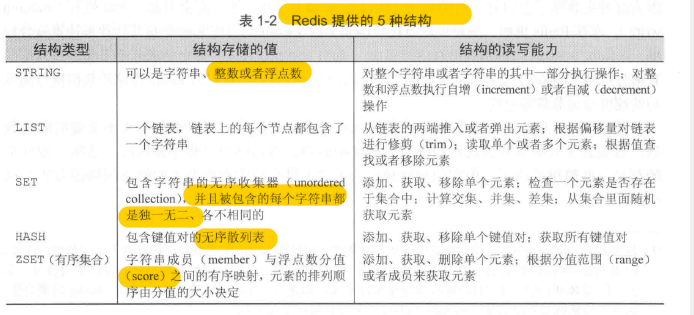 表 1-2 Redis 提供的 5 种结构
结构类型 结构存储的值 结构的读写能力
STRING 可以是字符串、整数或者浮点数 对整个字符串或者字符串的其中一部分执行操作；对整
数和浮点数执行自增（increment）或者自减（decrement）
操作
LIST 一个链表，链表上的每个节点都包含了 从链表的两端推入或者弹出元素；根据偏移量对链表
一个字符串 进行修剪（trim）；读取单个或者多个元素；根据值查
找或者移除元素
SET 包含字符串的无序收集器（unordered 添加、获取、移除单个元素；检查一个元素是否存在
collection），并且被包含的每个字符串都 于集合中；计算交集、并集、差集；从集合里面随机
是独一无二、各不相同的 获取元素
HASH 包含键值对的无序散列表 添加、获取、移除单个键值对；获取所有键值对
ZSET（有序集合） 字符串成员（member）与浮点数分值 添加、获取、删除单个元素；根据分值范围（range）
（score）之间的有序映射，元素的排列顺 或者成员来获取元素
序由分值的大小决定